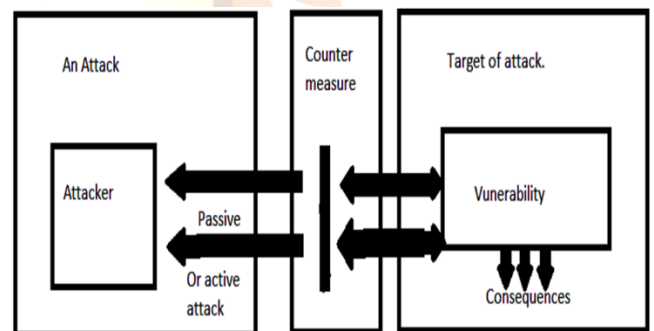 An Attack
Attacker
Passive
Or active
attack
Counter
measure
Target of attack.
Vunerability
Consequences